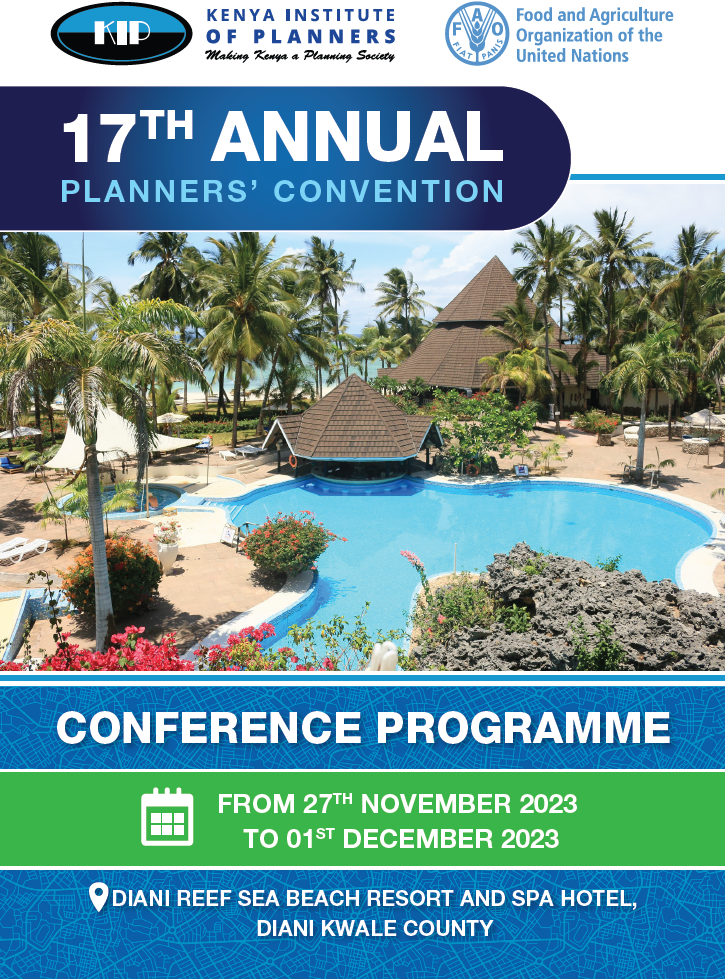 KIP
KENYA INSTITUTE
OF PLANNERS
Making Kenya a Planning Society
FAO
FIAT PANIS
Food and Agriculture
Organization of the
United Nations
17TH ANNUAL
PLANNERS' CONVENTION
CONFERENCE PROGRAMME
FROM 27TH NOVEMBER 2023
TO 01ST DECEMBER 2023
DIANI REEF SEA BEACH RESORT AND SPA HOTEL,
DIANI KWALE COUNTY